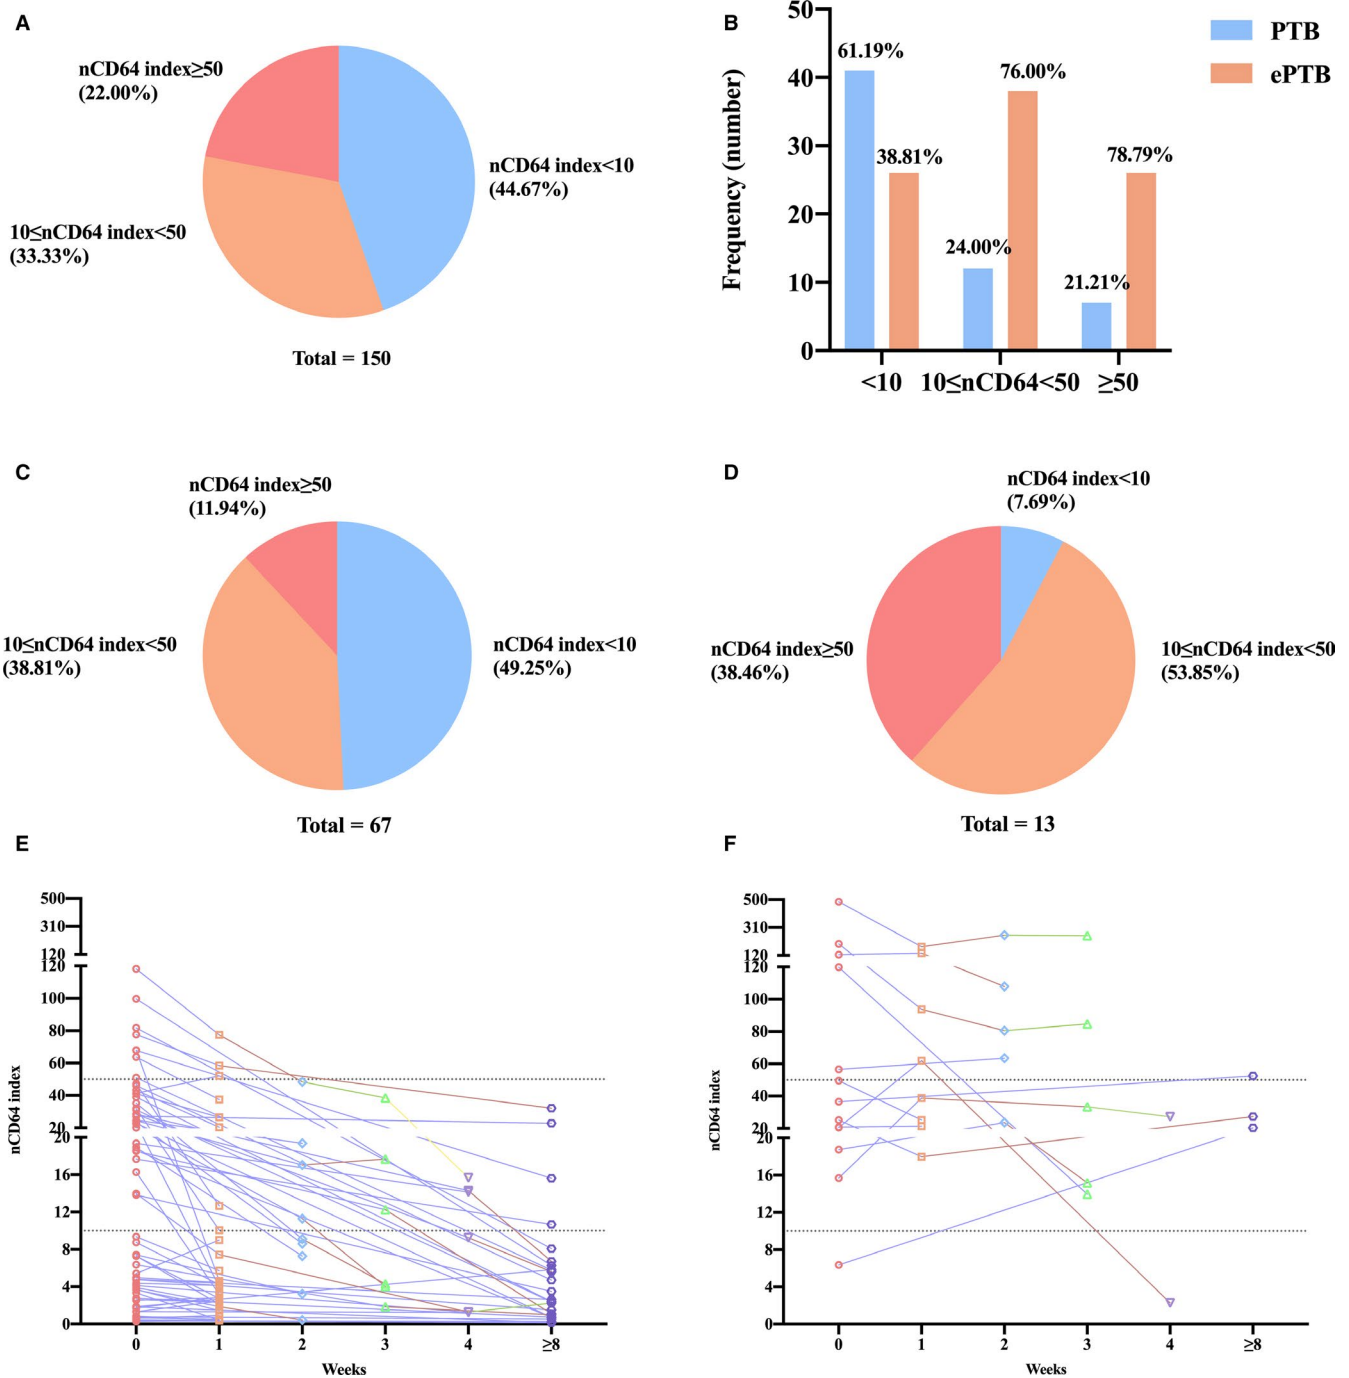 A
nCD64 index≥50
(22.00%)
nCD64 index<10
(44.67%)
10≤nCD64 index<50
(33.33%)
Total = 150
B
PTB
ePTB
Frequency (number)
50
40
30
20
10
0
61.19%
38.81%
24.00%
76.00%
21.21%
78.79%
<10 10≤nCD64<50 ≥50
C
nCD64 index≥50
(11.94%)
10≤nCD64 index<50
(38.81%)
nCD64 index<10
(49.25%)
Total = 67
D
nCD64 index<10
(7.69%)
nCD64 index≥50
(38.46%)
10≤nCD64 index<50
(53.85%)
Total = 13
E
nCD64 index
500
310
120
120
100
80
60
40
20
20
16
12
8
4
0
0 1 2 3 4 ≥8
Weeks
F
nCD64 index
500
310
120
120
100
80
60
40
20
20
16
12
8
4
0
0 1 2 3 4 ≥8
Weeks